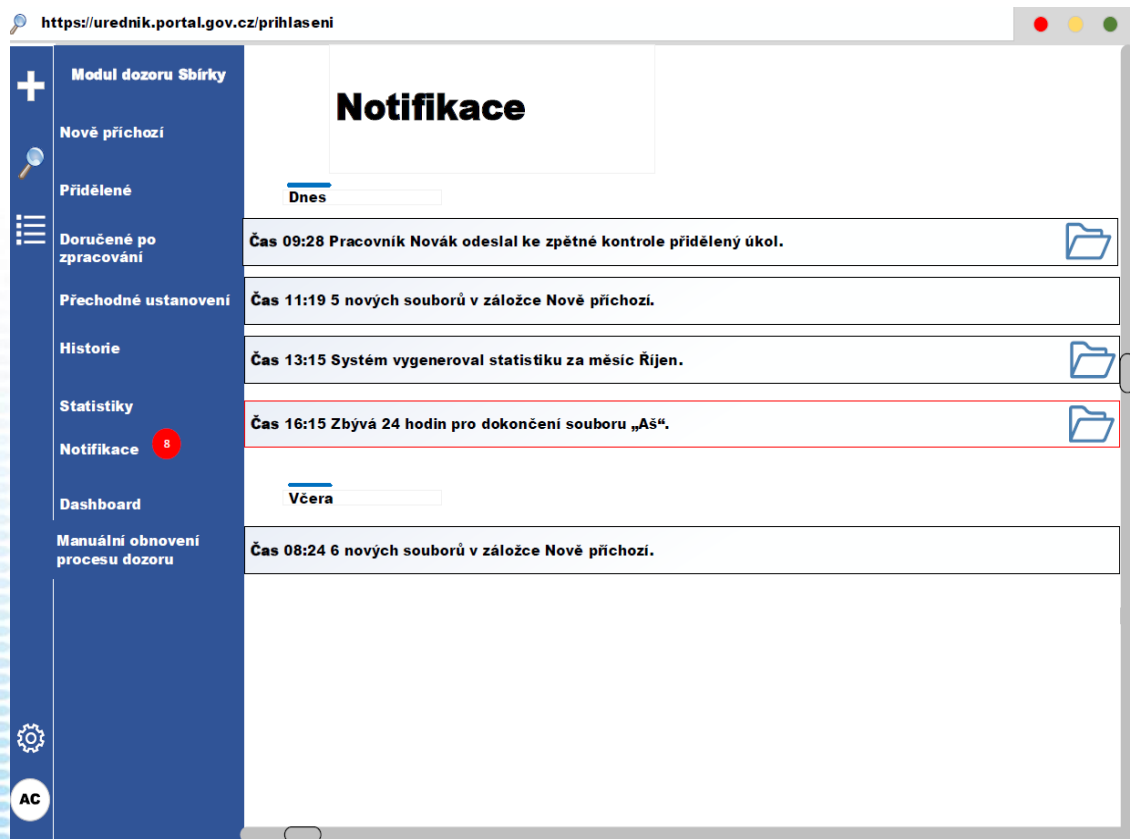 https://urednik.portal.gov.cz/prihlaseni
Modul dozoru Sbírky
Nově příchozí
Přidělené
Doručené po
zpracování
Přechodné ustanovení
Historie
Statistiky
Notifikace 8
Dashboard
Manuální obnovení
procesu dozoru
AC
Notifikace
Dnes
Čas 09:28 Pracovník Novák odeslal ke zpětné kontrole přidělený úkol.
Čas 11:19 5 nových souborů v záložce Nově příchozí.
Čas 13:15 Systém vygeneroval statistiku za měsíc Říjen.
Čas 16:15 Zbývá 24 hodin pro dokončení souboru „Aš“.
Včera
Čas 08:24 6 nových souborů v záložce Nově příchozí.